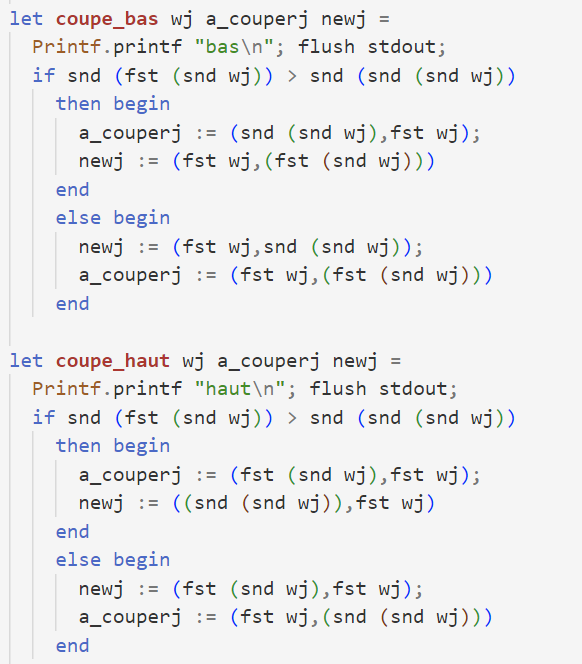 let coupe_bas wj a_couperj newj =
  Printf.printf "bas\n"; flush stdout;
  if snd (fst (snd wj)) > snd (snd (snd wj))
    then begin
      a_couperj := (snd (snd wj),fst wj);
      newj := (fst wj,(fst (snd wj)))
    end
    else begin
      newj := (fst wj,snd (snd wj));
      a_couperj := (fst wj,(fst (snd wj)))
    end

let coupe_haut wj a_couperj newj =
  Printf.printf "haut\n"; flush stdout;
  if snd (fst (snd wj)) > snd (snd (snd wj))
    then begin
      a_couperj := (fst (snd wj),fst wj);
      newj := ((snd (snd wj)),fst wj)
    end
    else begin
      newj := (fst (snd wj),fst wj);
      a_couperj := (fst wj,(snd (snd wj)))
    end